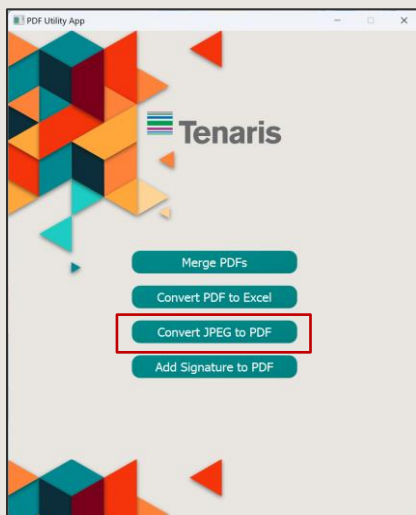 PDF Utility App
Tenaris
Merge PDFs
Convert PDF to Excel
Convert JPEG to PDF
Add Signature to PDF